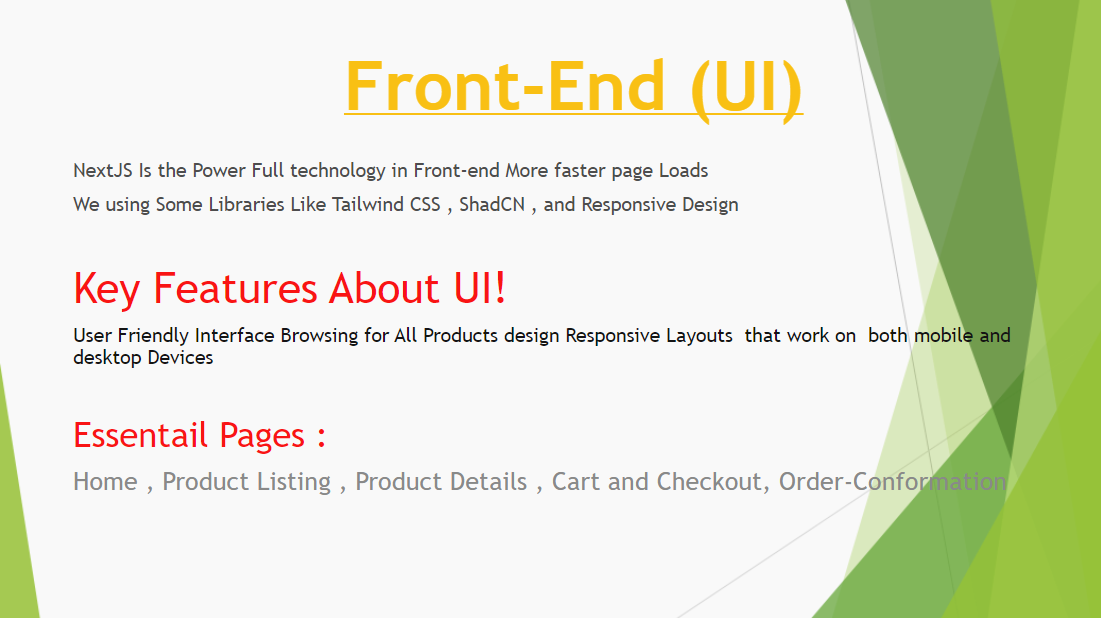 Front-End (UI)
NextJS Is the Power Full technology in Front-end More faster page Loads
We using Some Libraries Like Tailwind CSS , ShadCN , and Responsive Design
Key Features About UI!
User Friendly Interface Browsing for All Products design Responsive Layouts  that work on  both mobile and
desktop Devices
Essentail Pages :
Home , Product Listing , Product Details , Cart and Checkout, Order-Conformation